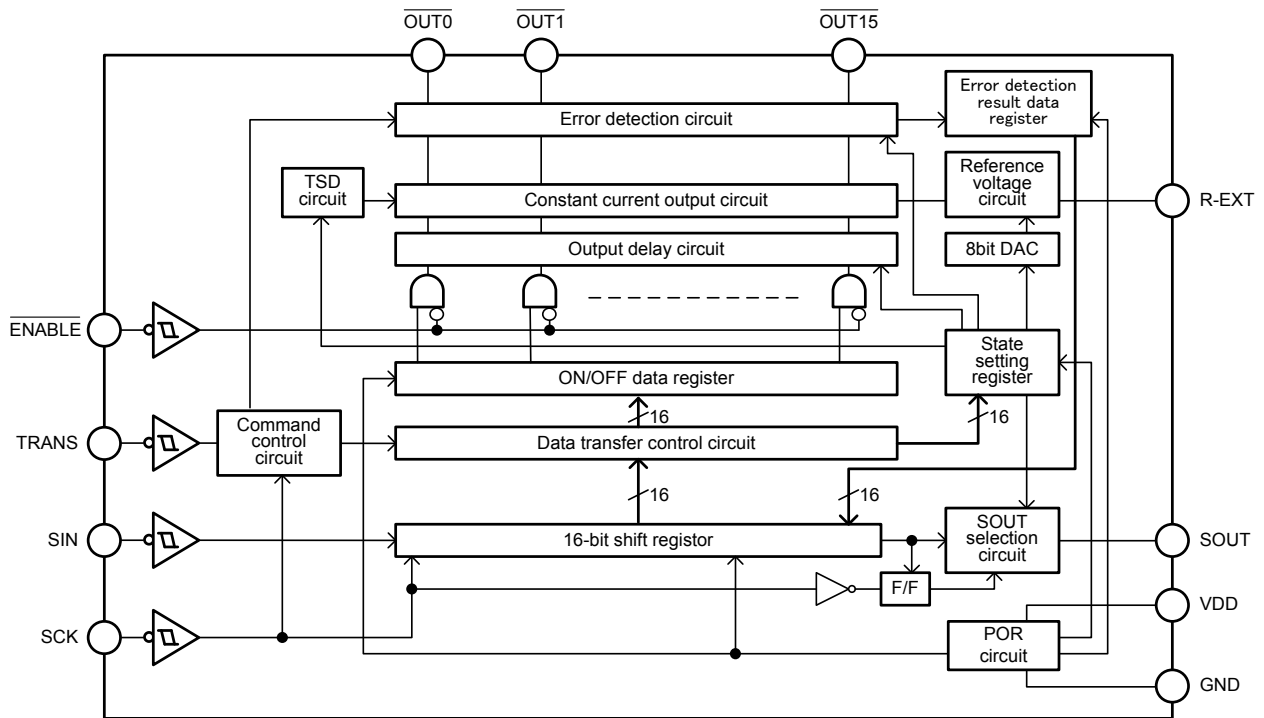 OUT0 OUT1 OUT15
Error detection circuit
Error detection
result data
register
TSD
circuit
Constant current output circuit
Reference
voltage
circuit
R-EXT
Output delay circuit
8bit DAC
ENABLE
State
setting
register
ON/OFF data register
16
16
TRANS
Command
control
circuit
Data transfer control circuit
16
16
SIN
16-bit shift registor
SOUT
selection
circuit
SOUT
F/F
VDD
SCK
POR
circuit
GND